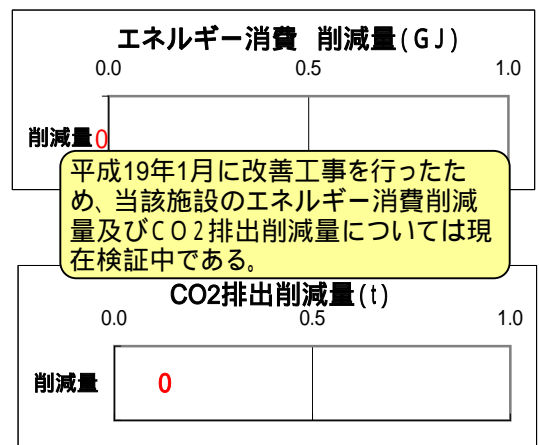 エネルギー消費 削減量(GJ)
0.0 0.5 1.0
削減量 0
平成19年1月に改善工事を行ったた
め、当該施設のエネルギー消費削減
量及びCO2排出削減量については現
在検証中である。
CO2排出削減量(t)
0.0 0.5 1.0
削減量 0